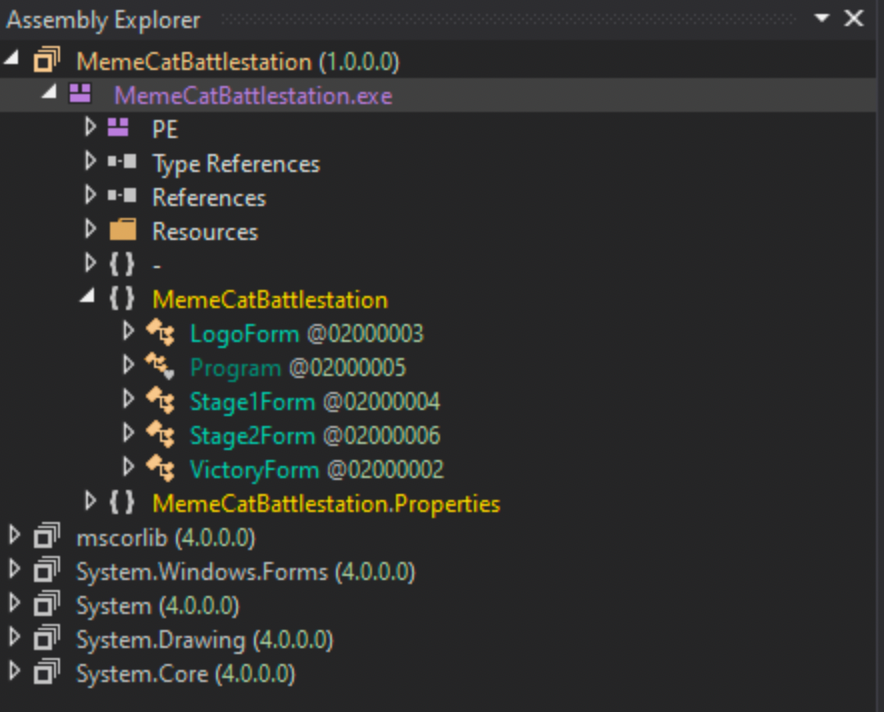 Assembly Explorer
MemeCatBattlestation (1.0.0.0)
MemeCatBattlestation.exe
PE
Type References
References
Resources
{ } -
{ } MemeCatBattlestation
LogoForm @02000003
Program @02000005
Stage1Form @02000004
Stage2Form @02000006
VictoryForm @02000002
{ } MemeCatBattlestation.Properties
mscorlib (4.0.0.0)
System.Windows.Forms (4.0.0.0)
System (4.0.0.0)
System.Drawing (4.0.0.0)
System.Core (4.0.0.0)